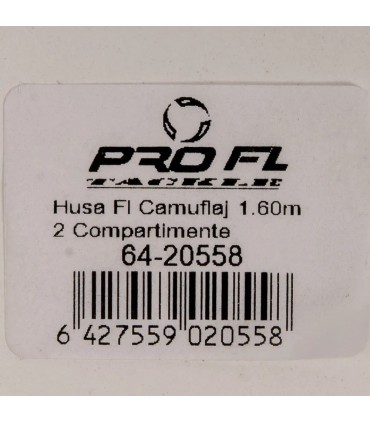 PRO FL
TACKLE
Husa Fl Camuflaj 1.60m
2 Compartimente
64-20558
6 427559 020558